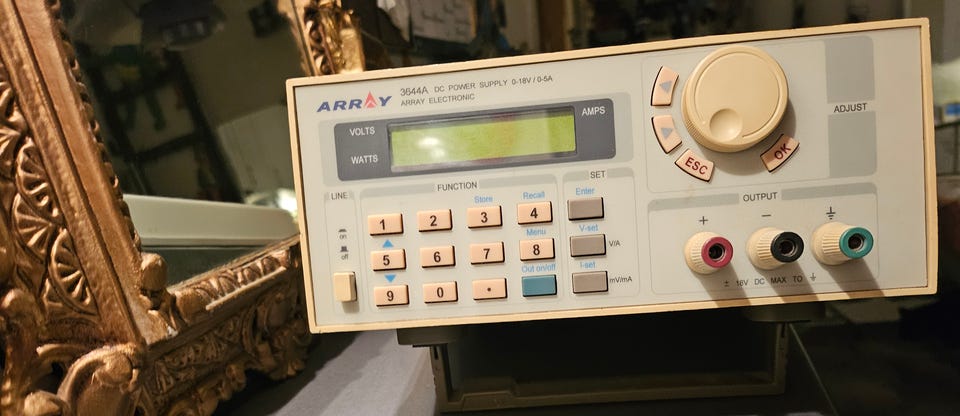 ARRAY
3644A DC POWER SUPPLY 0-18V / 0-5A
ARRAY ELECTRONIC
VOLTS
AMPS
WATTS
LINE
on
off
FUNCTION
Store
Recall
1 2 3 4
Menu
5 6 7 8
Out on/off
9 0 •
SET
Enter
V-set
V/A
I-set
mV/mA
ADJUST
ESC
OK
OUTPUT
+ −
± 18V DC MAX TO